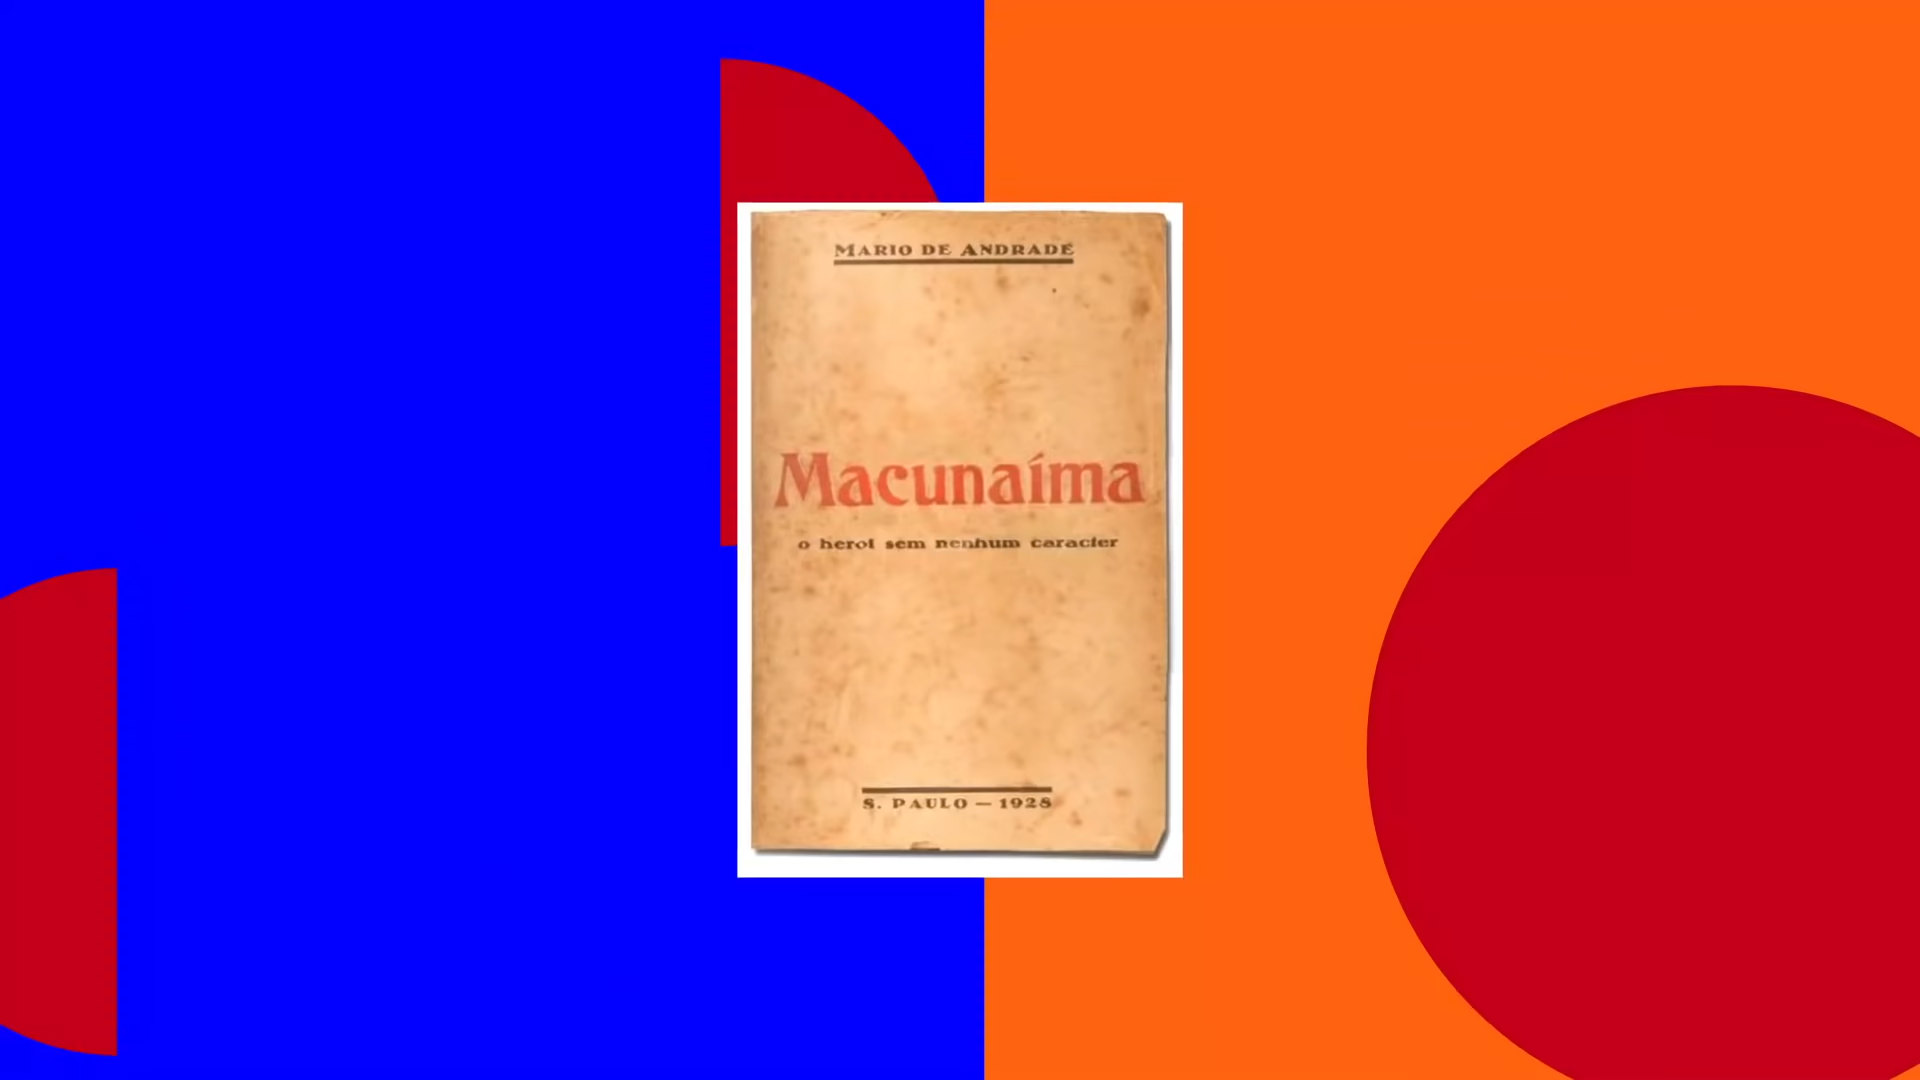 MARIO DE ANDRADE
Macunaíma
o heroi sem nenhum caracter
S. PAULO — 1928